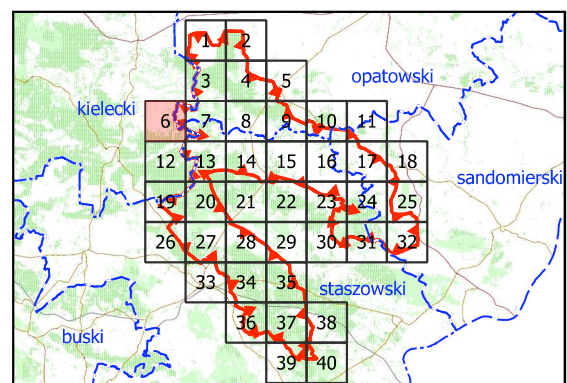 1 2
3 4 5
opatowski
kielecki
6 7 8 9 10 11
12 13 14 15 16 17 18
sandomierski
19 20 21 22 23 24 25
26 27 28 29 30 31 32
33 34 35
staszowski
36 37 38
buski
39 40